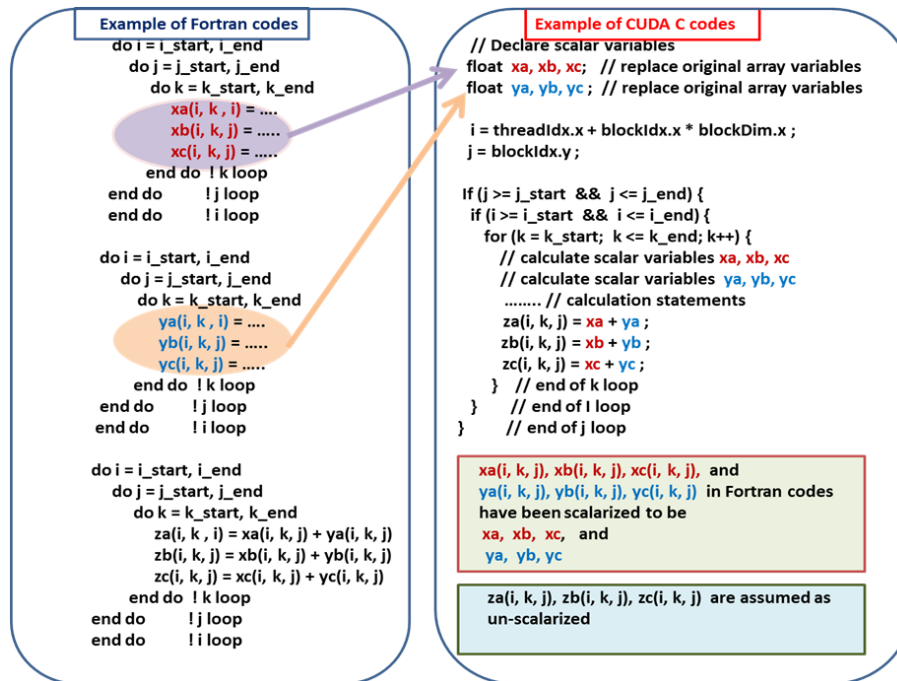 Example of Fortran codes
do i = i_start, i_end
do j = j_start, j_end
do k = k_start, k_end
xa(i, k , i) = ....
xb(i, k, j) = .....
xc(i, k, j) = .....
end do ! k loop
end do ! j loop
end do ! i loop
do i = i_start, i_end
do j = j_start, j_end
do k = k_start, k_end
ya(i, k , i) = ....
yb(i, k, j) = .....
yc(i, k, j) = .....
end do ! k loop
end do ! j loop
end do ! i loop
do i = i_start, i_end
do j = j_start, j_end
do k = k_start, k_end
za(i, k , i) = xa(i, k, j) + ya(i, k, j)
zb(i, k, j) = xb(i, k, j) + yb(i, k, j)
zc(i, k, j) = xc(i, k, j) + yc(i, k, j)
end do ! k loop
end do ! j loop
end do ! i loop
Example of CUDA C codes
// Declare scalar variables
float xa, xb, xc; // replace original array variables
float ya, yb, yc ; // replace original array variables
i = threadIdx.x + blockIdx.x * blockDim.x ;
j = blockIdx.y ;
If (j >= j_start && j <= j_end) {
if (i >= i_start && i <= i_end) {
for (k = k_start; k <= k_end; k++) {
// calculate scalar variables xa, xb, xc
// calculate scalar variables ya, yb, yc
........ // calculation statements
za(i, k, j) = xa + ya ;
zb(i, k, j) = xb + yb ;
zc(i, k, j) = xc + yc ;
} // end of k loop
} // end of I loop
} // end of j loop
xa(i, k, j), xb(i, k, j), xc(i, k, j), and
ya(i, k, j), yb(i, k, j), yc(i, k, j) in Fortran codes
have been scalarized to be
xa, xb, xc, and
ya, yb, yc
za(i, k, j), zb(i, k, j), zc(i, k, j) are assumed as
un-scalarized